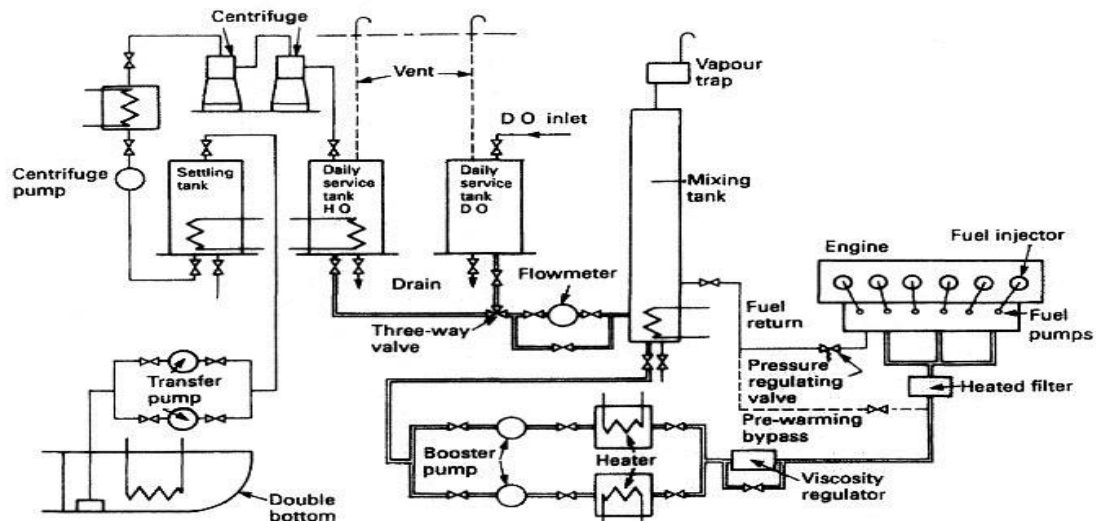 Centrifuge
Centrifuge
Vent
Vapour
trap
D O inlet
Centrifuge
pump
Settling
tank
Daily
service
tank
H O
Daily
service
tank
D O
Mixing
tank
Engine
Fuel injector
Drain
Flowmeter
Three-way
valve
Fuel
return
Fuel
pumps
Transfer
pump
Pressure
regulating
valve
Heated filter
Pre-warming
bypass
Booster
pump
Heater
Viscosity
regulator
Double
bottom